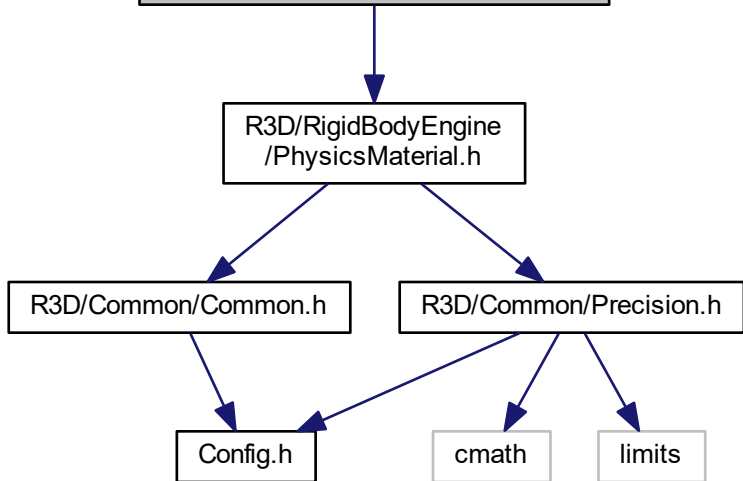 R3D/RigidBodyEngine
/PhysicsMaterial.h
R3D/Common/Common.h
R3D/Common/Precision.h
Config.h
cmath
limits